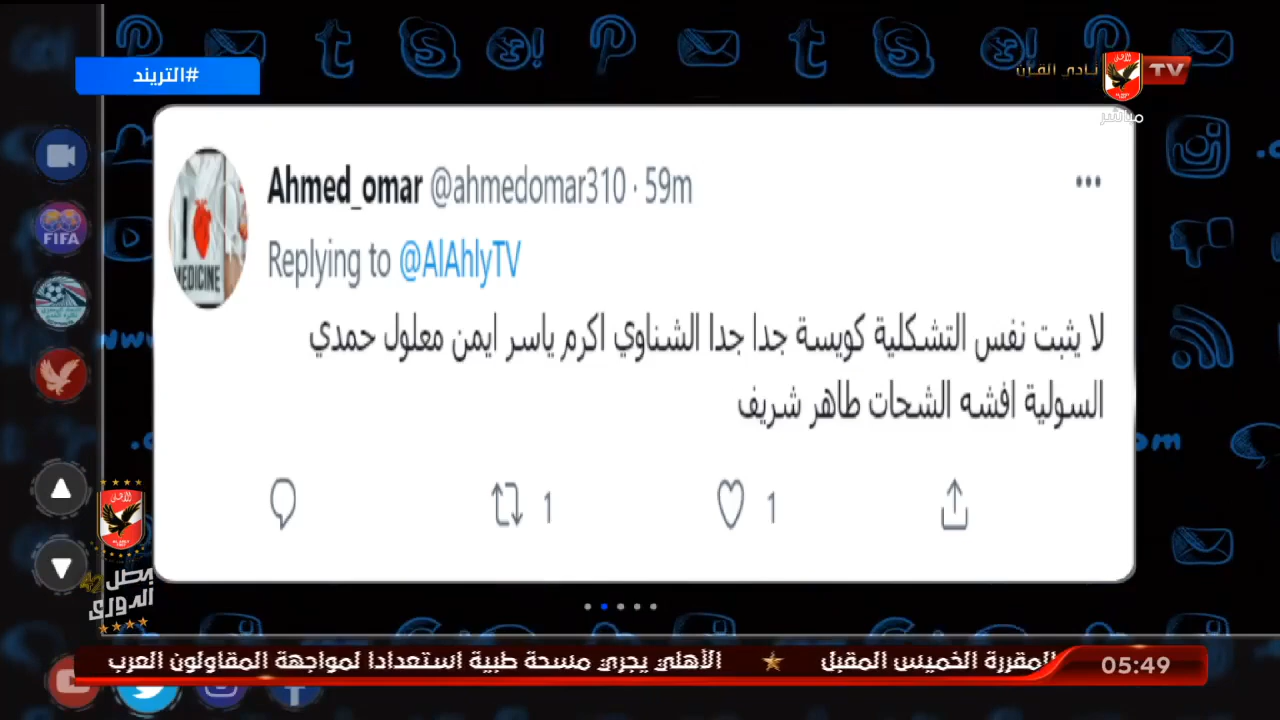 #التريند
نادي القرن
TV
مباشر
Ahmed_omar @ahmedomar310 · 59m
Replying to @AlAhlyTV
لا يثبت نفس التشكلية كويسة جدا جدا الشناوي اكرم ياسر ايمن معلول حمدي
السولية افشه الشحات طاهر شريف
1
1
FIFA
I
MEDICINE
بطل
الدوري
42
المقررة الخميس المقبل ★ الأهلي يجري مسحة طبية استعدادا لمواجهة المقاولون العرب
05:49